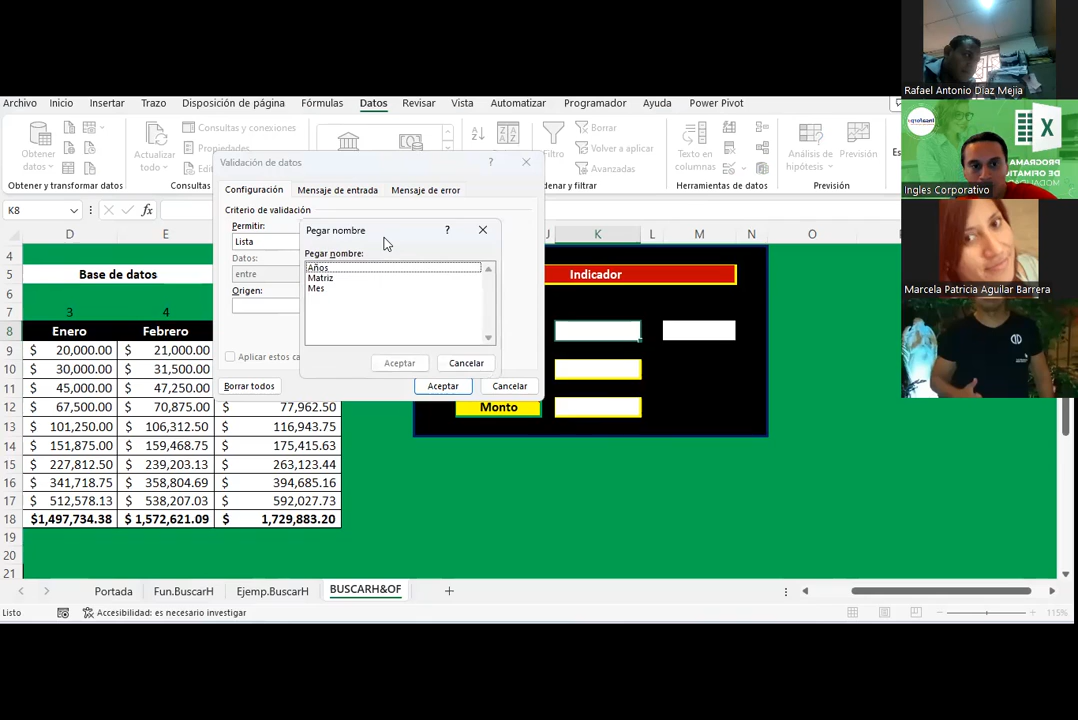 Archivo Inicio Insertar Trazo Disposición de página Fórmulas Datos Revisar Vista Automatizar Programador Ayuda Power Pivot
Obtener datos
Actualizar todo
Consultas y conexiones
Propiedades
Borrar
Volver a aplicar
Filtro
Texto en columnas
Análisis de hipótesis
Previsión
Obtener y transformar datos
Consultas
Herramientas de datos
Previsión
Validación de datos
?
Configuración Mensaje de entrada Mensaje de error
Criterio de validación
Permitir:
Lista
Datos:
entre
Origen:
Pegar nombre
?
Pegar nombre:
Años
Matriz
Mes
Aceptar Cancelar
Borrar todos Aceptar Cancelar
K8
fx
D E J K L M N O P
4
5 Base de datos Indicador
6
7 3 4
8 Enero Febrero
9 $ 20,000.00 $ 21,000.00
10 $ 30,000.00 $ 31,500.00
11 $ 45,000.00 $ 47,250.00
12 $ 67,500.00 $ 70,875.00 $ 77,962.50 Monto
13 $ 101,250.00 $ 106,312.50 $ 116,943.75
14 $ 151,875.00 $ 159,468.75 $ 175,415.63
15 $ 227,812.50 $ 239,203.13 $ 263,123.44
16 $ 341,718.75 $ 358,804.69 $ 394,685.16
17 $ 512,578.13 $ 538,207.03 $ 592,027.73
18 $1,497,734.38 $ 1,572,621.09 $ 1,729,883.20
19
20
21
Portada Fun.BuscarH Ejemp.BuscarH BUSCARH&OF
Listo Accesibilidad: es necesario investigar 115%
Rafael Antonio Diaz Mejia
Ingles Corporativo
Marcela Patricia Aguilar Barrera